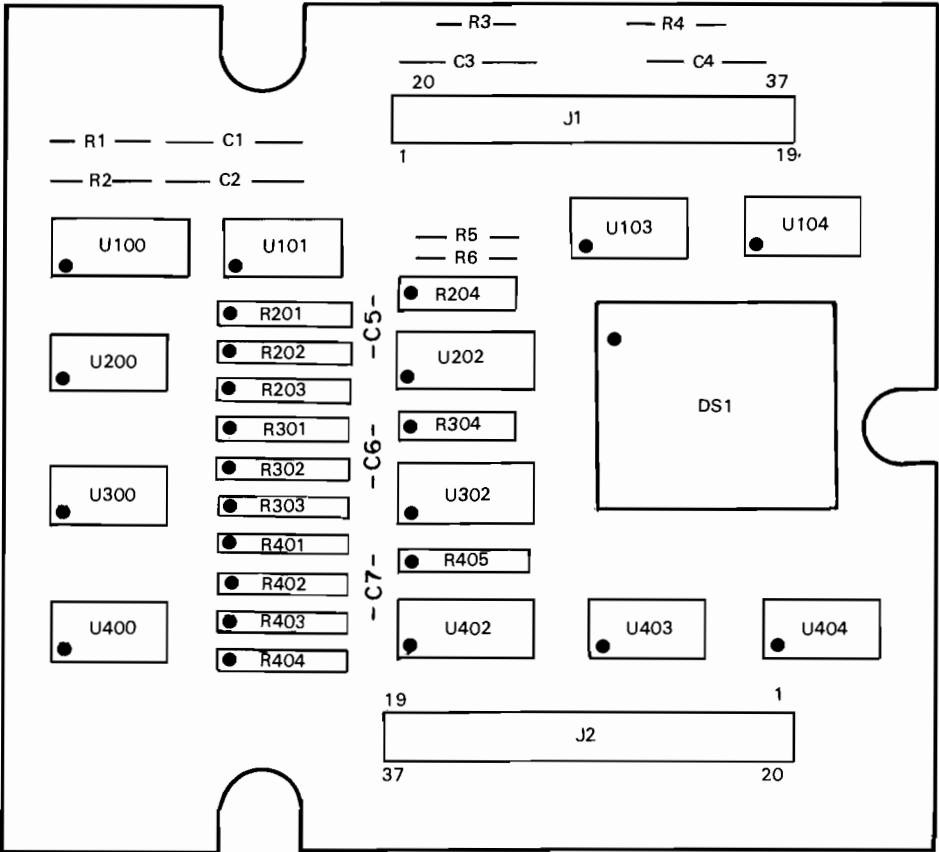 R3 R4
C3 C4
20 37
J1
1 19
R1 C1
R2 C2
U100 U101 R5 U103 U104
R6
R204
R201
C5
R202
U200 U202
R203
DS1
R304
R301
C6
R302
U300 U302
R303
R401
R405
C7
R402
R403
U400 U402 U403 U404
R404
19 1
J2
37 20